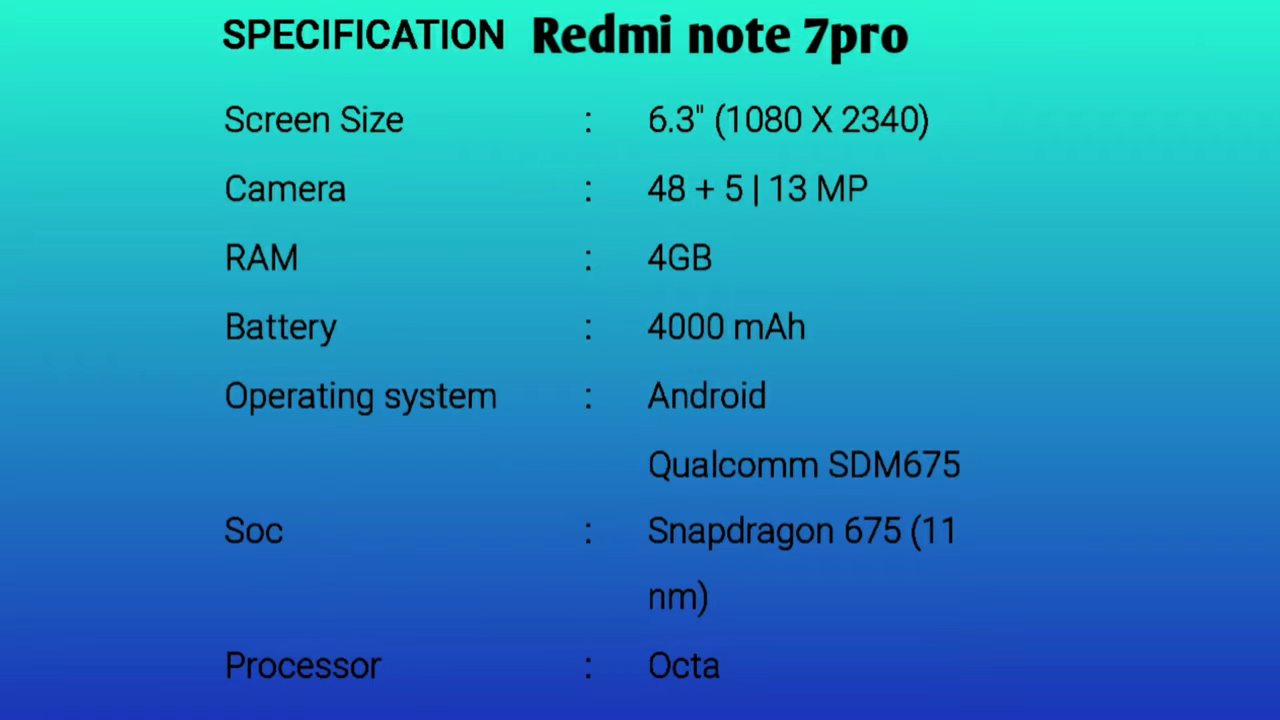 SPECIFICATION Redmi note 7pro
Screen Size : 6.3" (1080 X 2340)
Camera : 48 + 5 | 13 MP
RAM : 4GB
Battery : 4000 mAh
Operating system : Android
Qualcomm SDM675
Soc : Snapdragon 675 (11
nm)
Processor : Octa